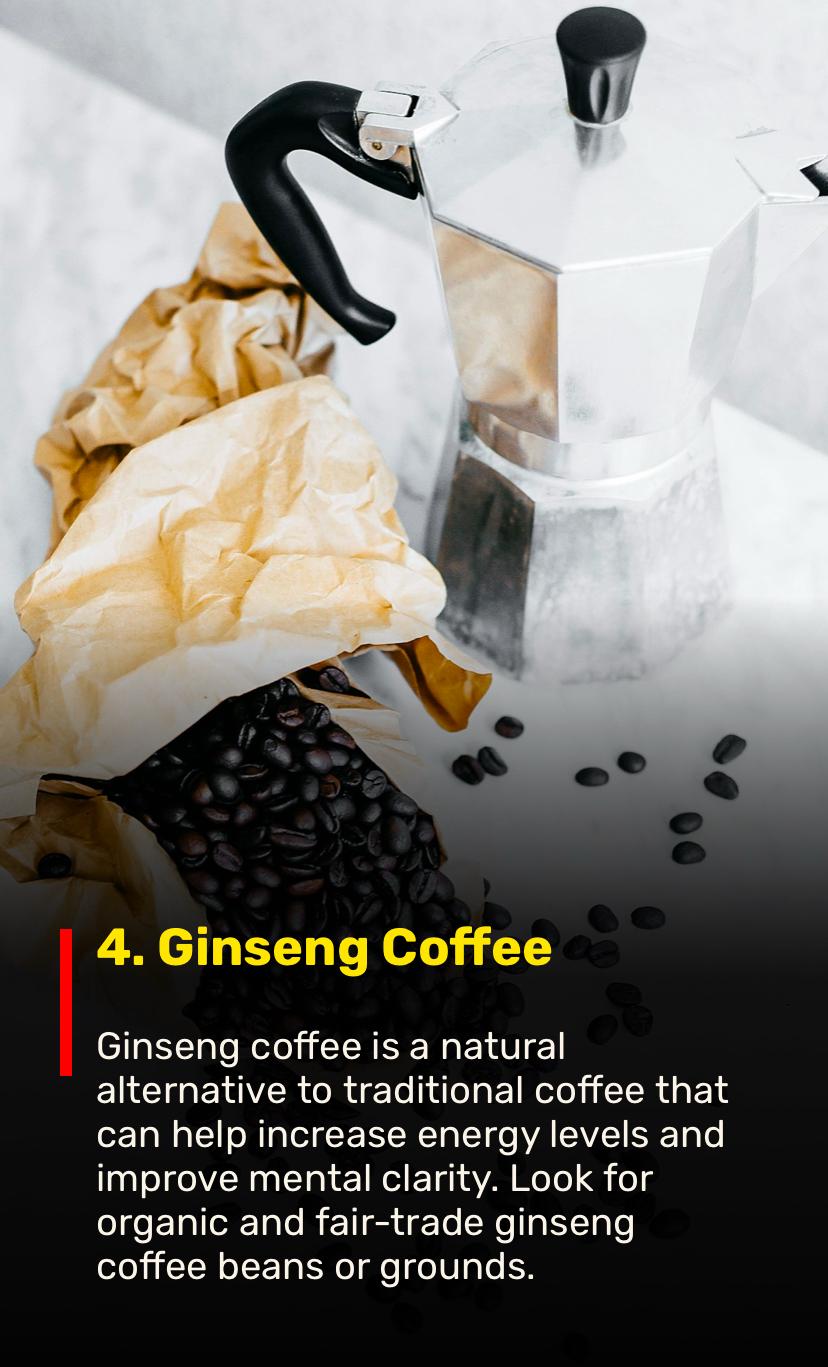 4. Ginseng Coffee
Ginseng coffee is a natural
alternative to traditional coffee that
can help increase energy levels and
improve mental clarity. Look for
organic and fair-trade ginseng
coffee beans or grounds.